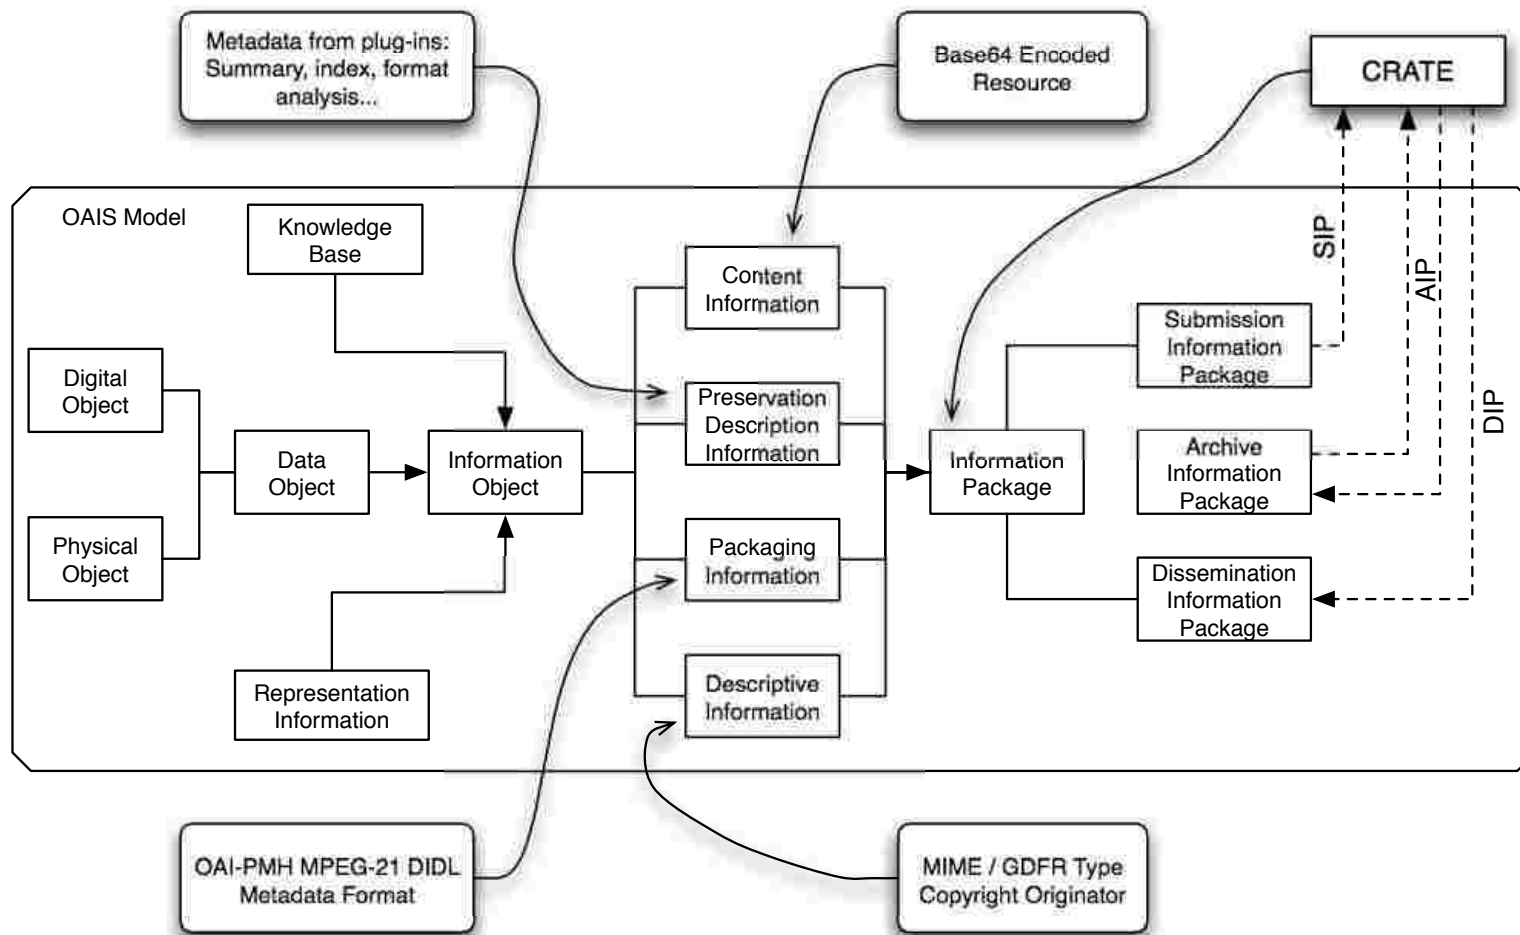 Metadata from plug-ins:
Summary, index, format
analysis...
Base64 Encoded
Resource
CRATE
OAIS Model
Knowledge
Base
Content
Information
SIP
AIP
DIP
Submission
Information
Package
Digital
Object
Preservation
Description
Information
Data
Object
Information
Object
Information
Package
Archive
Information
Package
Physical
Object
Packaging
Information
Dissemination
Information
Package
Representation
Information
Descriptive
Information
OAI-PMH MPEG-21 DIDL
Metadata Format
MIME / GDFR Type
Copyright Originator